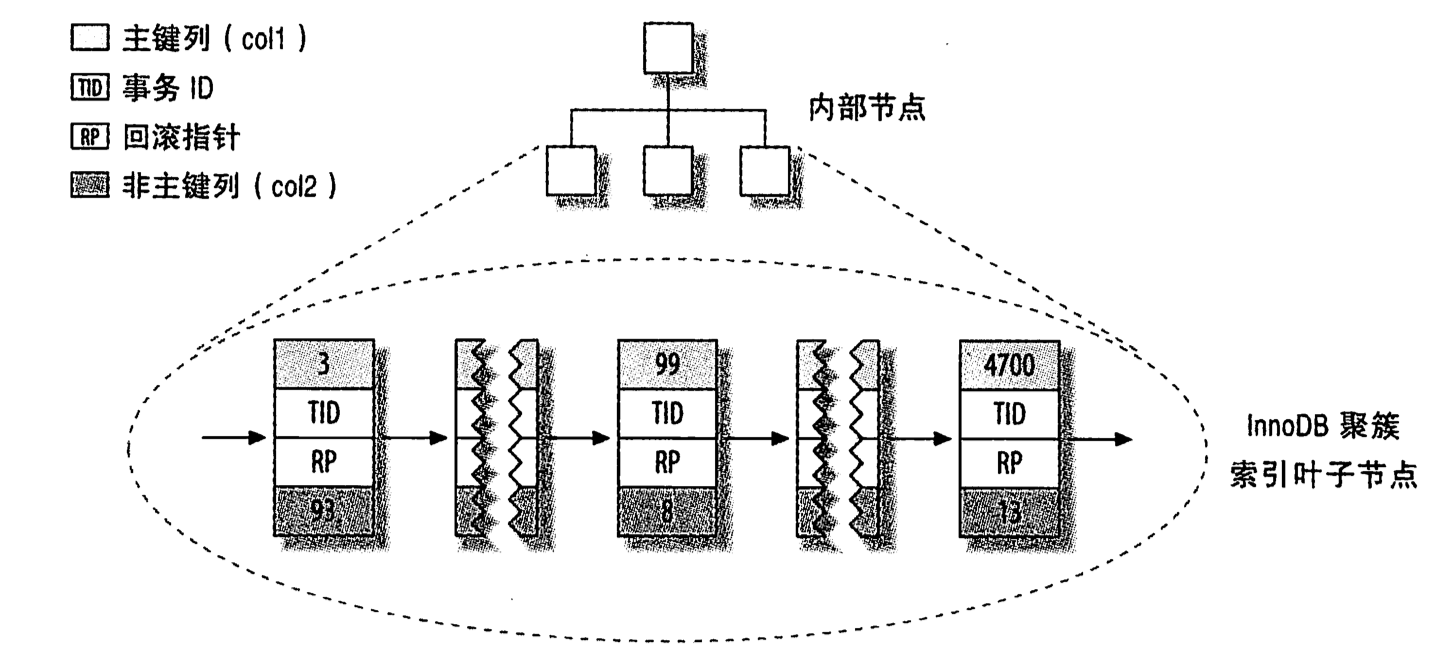 主键列（col1）
TID 事务 ID
RP 回滚指针
非主键列（col2）
内部节点
3
TID
RP
93
99
TID
RP
8
4700
TID
RP
13
InnoDB 聚簇
索引叶子节点